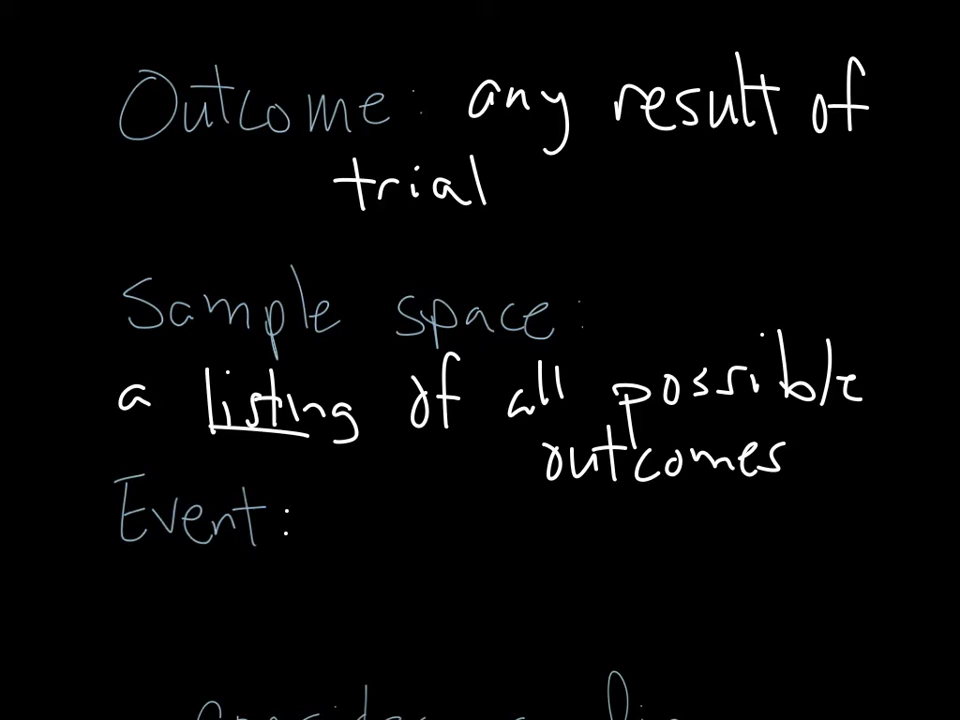 Outcome: any result of
trial
Sample space:
a listing of all possible
outcomes
Event: